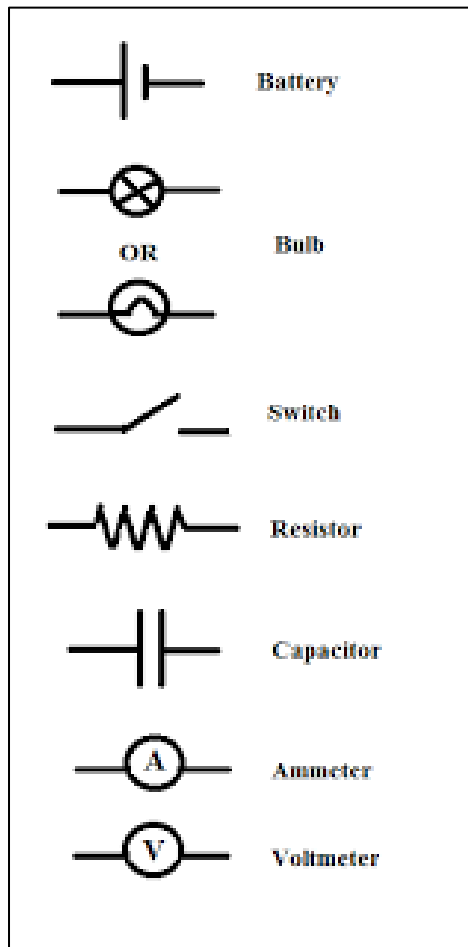 Battery
OR
Bulb
Switch
Resistor
Capacitor
A
Ammeter
V
Voltmeter